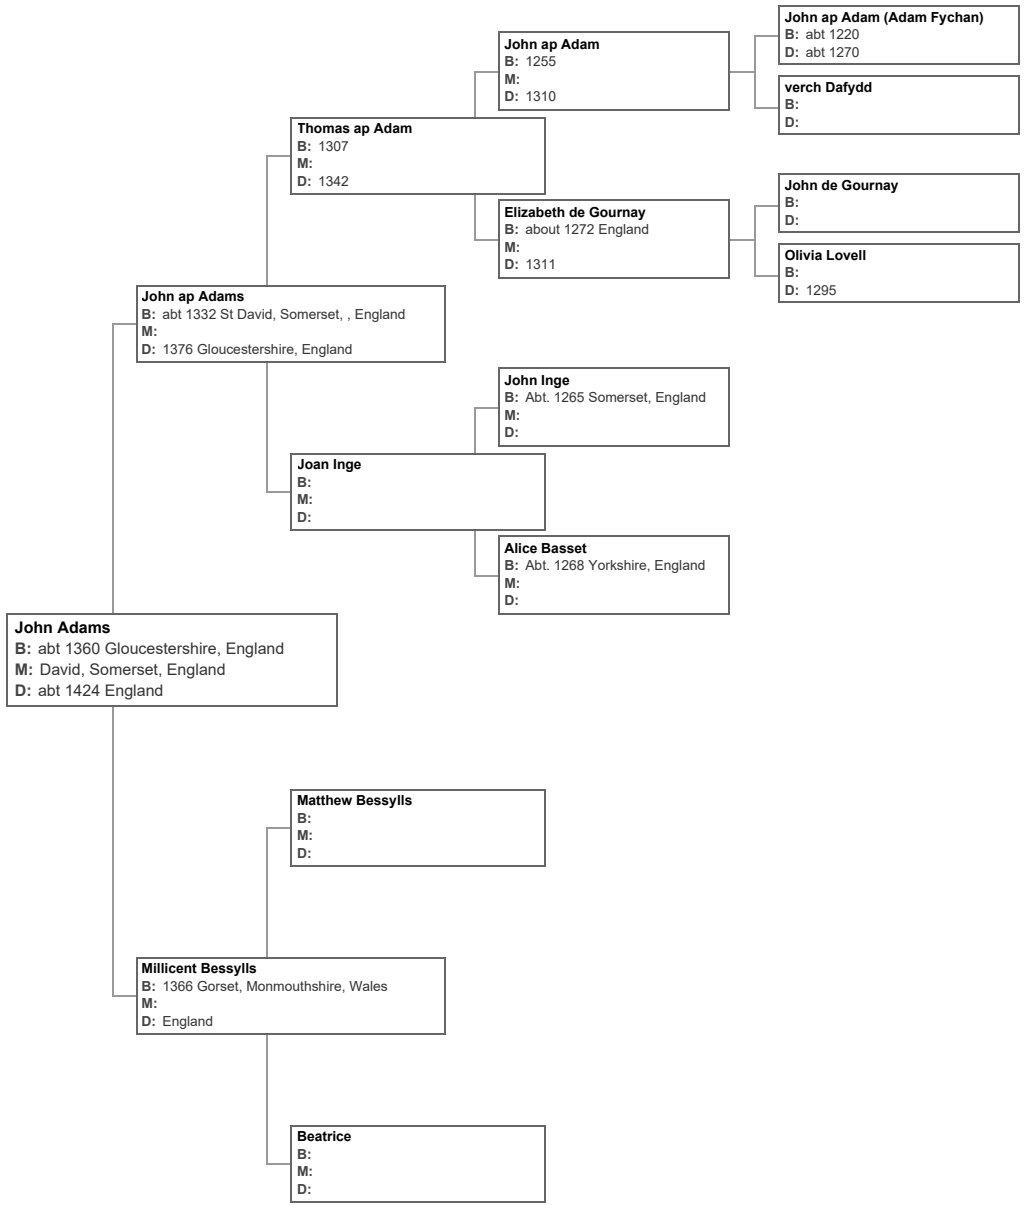 John ap Adam (Adam Fychan)
B: abt 1220
D: abt 1270
John ap Adam
B: 1255
M:
D: 1310
verch Dafydd
B:
D:
Thomas ap Adam
B: 1307
M:
D: 1342
John de Gournay
B:
D:
Elizabeth de Gournay
B: about 1272 England
M:
D: 1311
Olivia Lovell
B:
D: 1295
John ap Adams
B: abt 1332 St David, Somerset, , England
M:
D: 1376 Gloucestershire, England
John Inge
B: Abt. 1265 Somerset, England
M:
D:
Joan Inge
B:
M:
D:
Alice Basset
B: Abt. 1268 Yorkshire, England
M:
D:
John Adams
B: abt 1360 Gloucestershire, England
M: David, Somerset, England
D: abt 1424 England
Matthew Bessylls
B:
M:
D:
Millicent Bessylls
B: 1366 Gorset, Monmouthshire, Wales
M:
D: England
Beatrice
B:
M:
D: